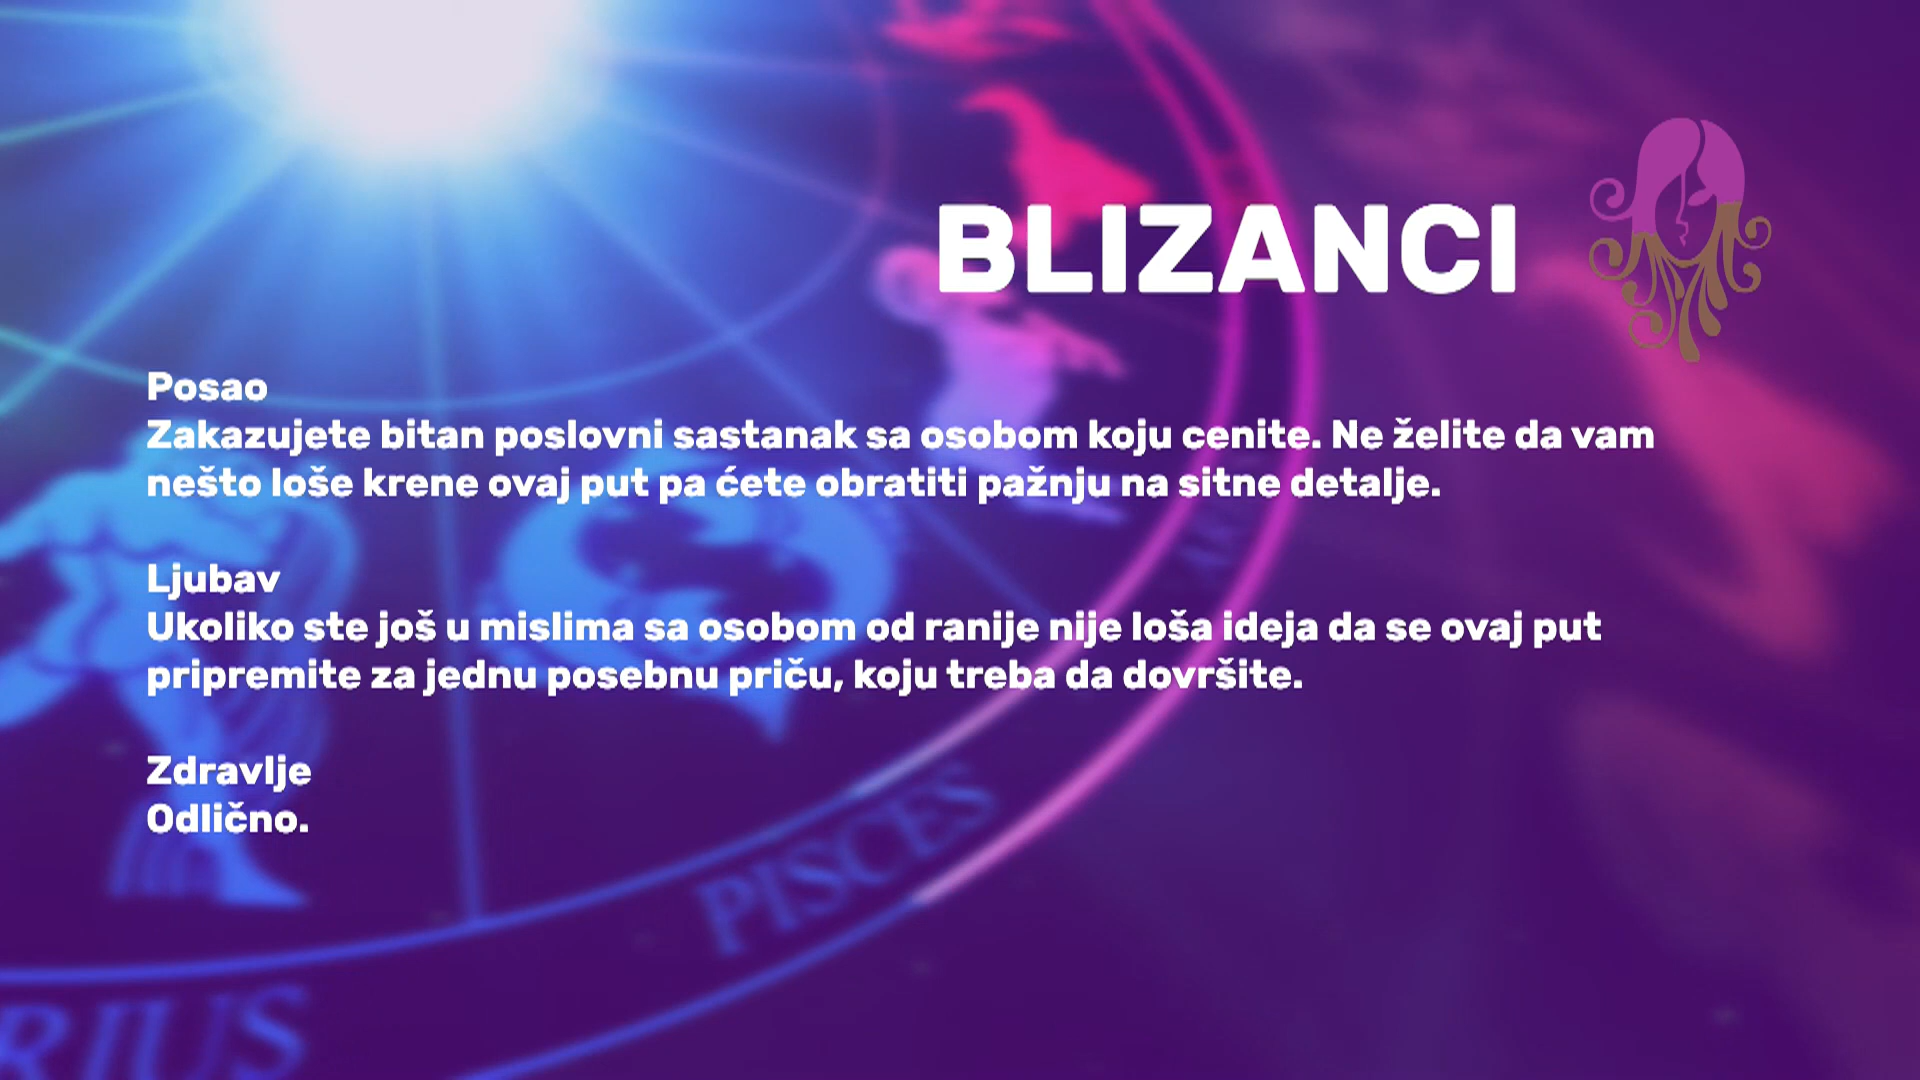 BLIZANCI
Posao
Zakazujete bitan poslovni sastanak sa osobom koju cenite. Ne želite da vam
nešto loše krene ovaj put pa ćete obratiti pažnju na sitne detalje.
Ljubav
Ukoliko ste još u mislima sa osobom od ranije nije loša ideja da se ovaj put
pripremite za jednu posebnu priču, koju treba da dovršite.
Zdravlje
Odlično.
PISCES
RIUS